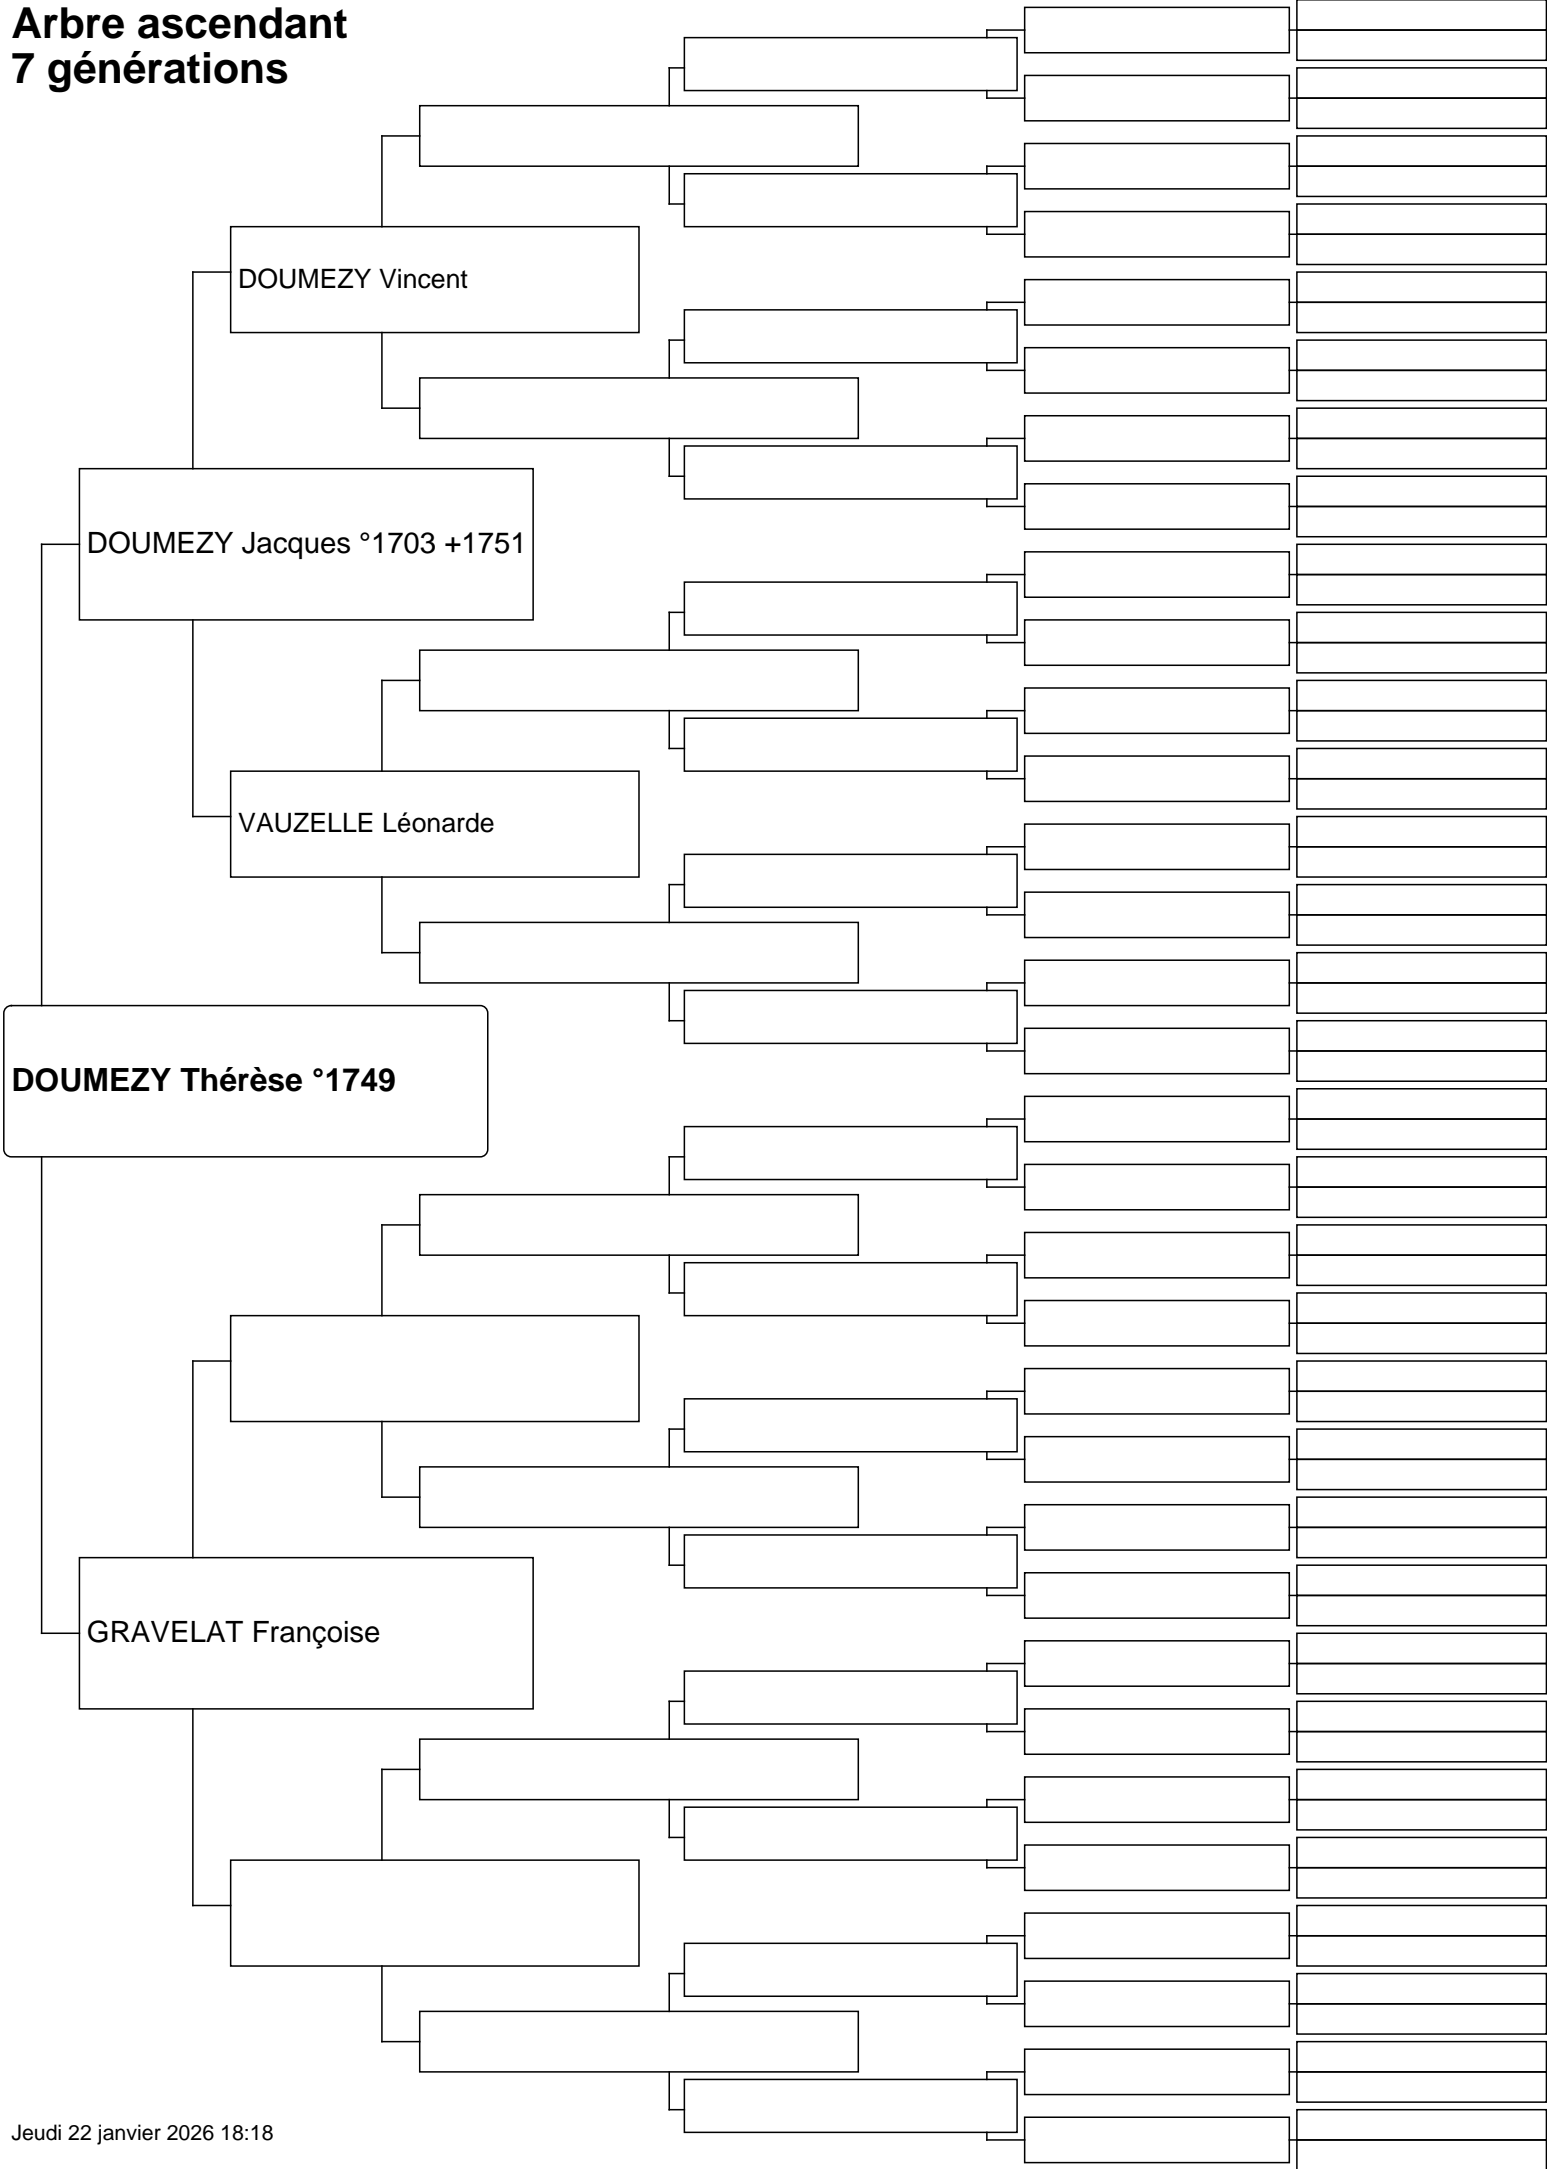 Arbre ascendant
7 générations
DOUMEZY Vincent
DOUMEZY Jacques °1703 +1751
VAUZELLE Léonarde
DOUMEZY Thérèse °1749
GRAVELAT Françoise
Jeudi 22 janvier 2026 18:18